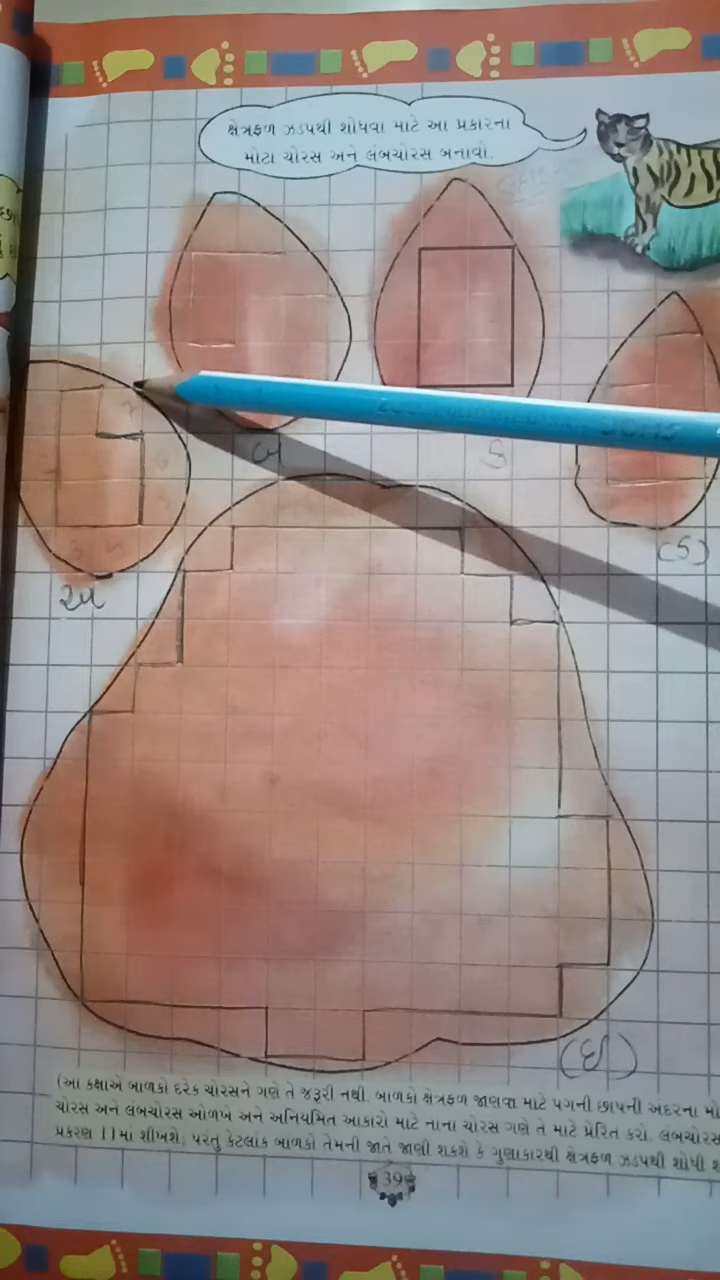 ક્ષેત્રફળ ઝડપથી શોધવા માટે આ પ્રકારના
મોટા ચોરસ અને લંબચોરસ બનાવો.
બ
ક
(ડ)
અ
(ઈ)
(આ કક્ષાએ બાળકો દરેક ચોરસને ગણે તે જરૂરી નથી. બાળકો ક્ષેત્રફળ જાણવા માટે પગની છાપની અંદરના
ચોરસ અને લંબચોરસ ઓળખે અને અનિયમિત આકારો માટે નાના ચોરસ ગણે તે માટે પ્રેરિત કરો. લંબચોરસ
પ્રકરણ 11માં શીખશે; પરંતુ કેટલાંક બાળકો તેમની જાતે જાણી શકશે કે ગુણાકારથી ક્ષેત્રફળ ઝડપથી શોધી
39